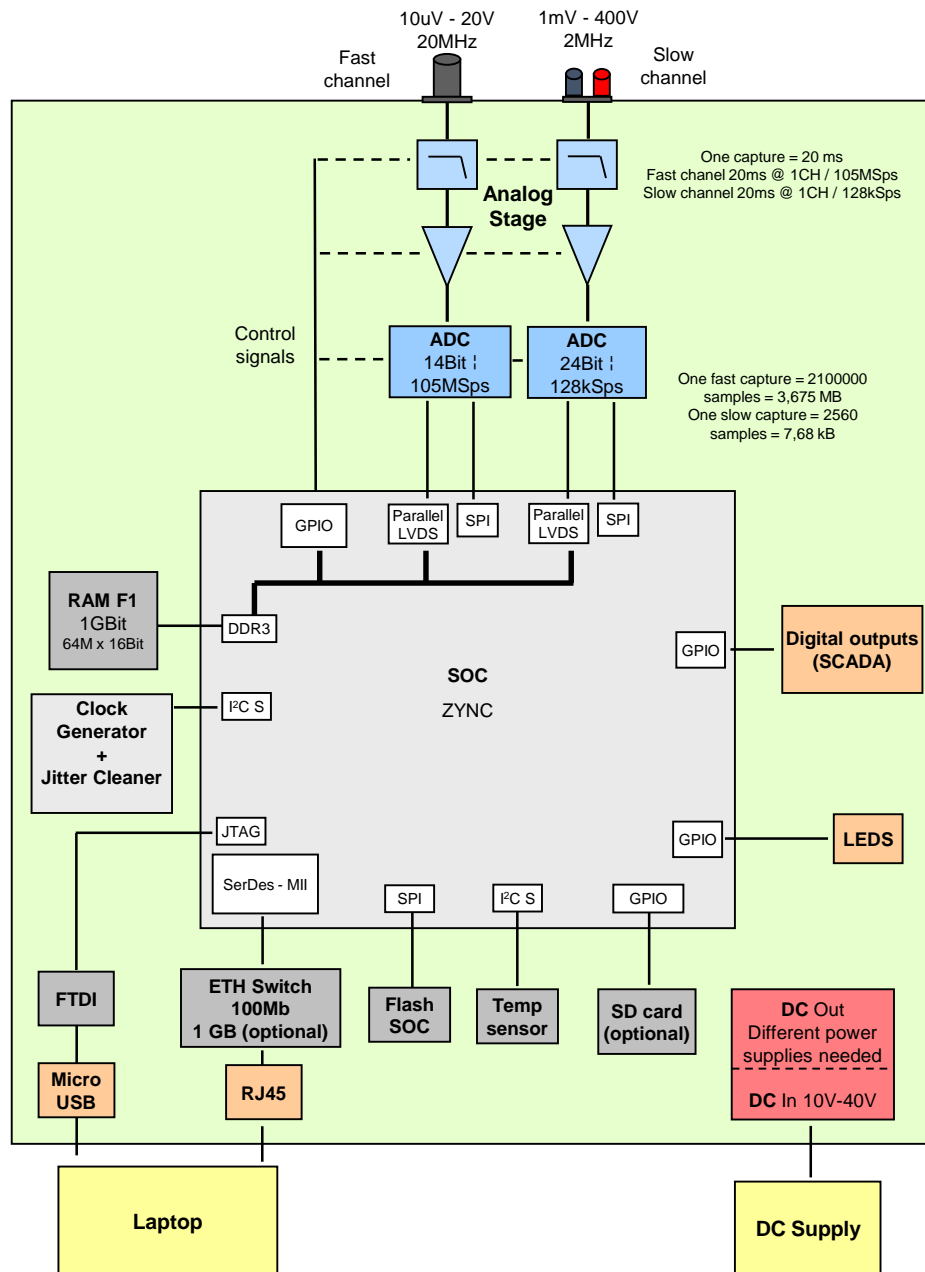 10uV - 20V
20MHz
1mV - 400V
2MHz
Fast
channel
Slow
channel
One capture = 20 ms
Fast chanel 20ms @ 1CH / 105MSps
Slow channel 20ms @ 1CH / 128kSps
Analog
Stage
Control
signals
ADC
14Bit ¦
105MSps
ADC
24Bit ¦
128kSps
One fast capture = 2100000
samples = 3,675 MB
One slow capture = 2560
samples = 7,68 kB
GPIO
Parallel
LVDS
SPI
Parallel
LVDS
SPI
RAM F1
1GBit
64M x 16Bit
DDR3
GPIO
Digital outputs
(SCADA)
SOC
ZYNC
Clock
Generator
+
Jitter Cleaner
I²C S
JTAG
GPIO
LEDS
SerDes - MII
SPI
I²C S
GPIO
FTDI
ETH Switch
100Mb
1 GB (optional)
Flash
SOC
Temp
sensor
SD card
(optional)
DC Out
Different power
supplies needed
DC In 10V-40V
Micro
USB
RJ45
Laptop
DC Supply